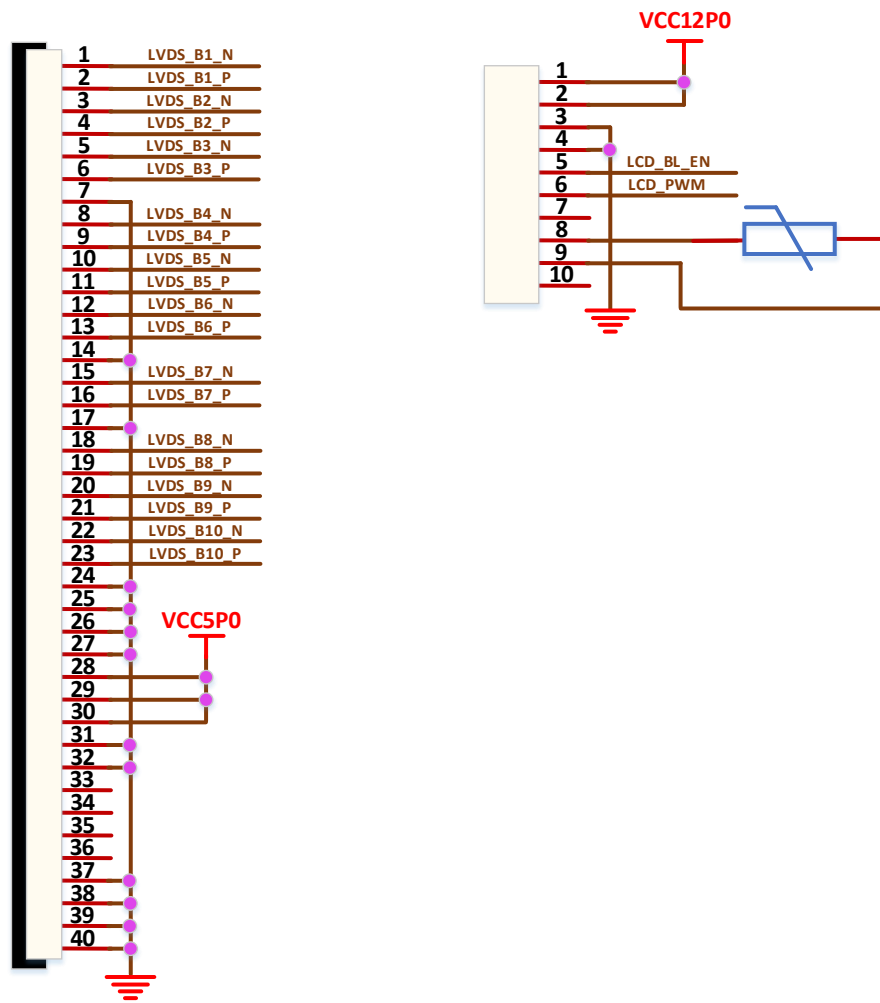 1 LVDS_B1_N
2 LVDS_B1_P
3 LVDS_B2_N
4 LVDS_B2_P
5 LVDS_B3_N
6 LVDS_B3_P
7
8 LVDS_B4_N
9 LVDS_B4_P
10 LVDS_B5_N
11 LVDS_B5_P
12 LVDS_B6_N
13 LVDS_B6_P
14
15 LVDS_B7_N
16 LVDS_B7_P
17
18 LVDS_B8_N
19 LVDS_B8_P
20 LVDS_B9_N
21 LVDS_B9_P
22 LVDS_B10_N
23 LVDS_B10_P
24
25
26
27
VCC5P0
28
29
30
31
32
33
34
35
36
37
38
39
40
VCC12P0
1
2
3
4
5 LCD_BL_EN
6 LCD_PWM
7
8
9
10